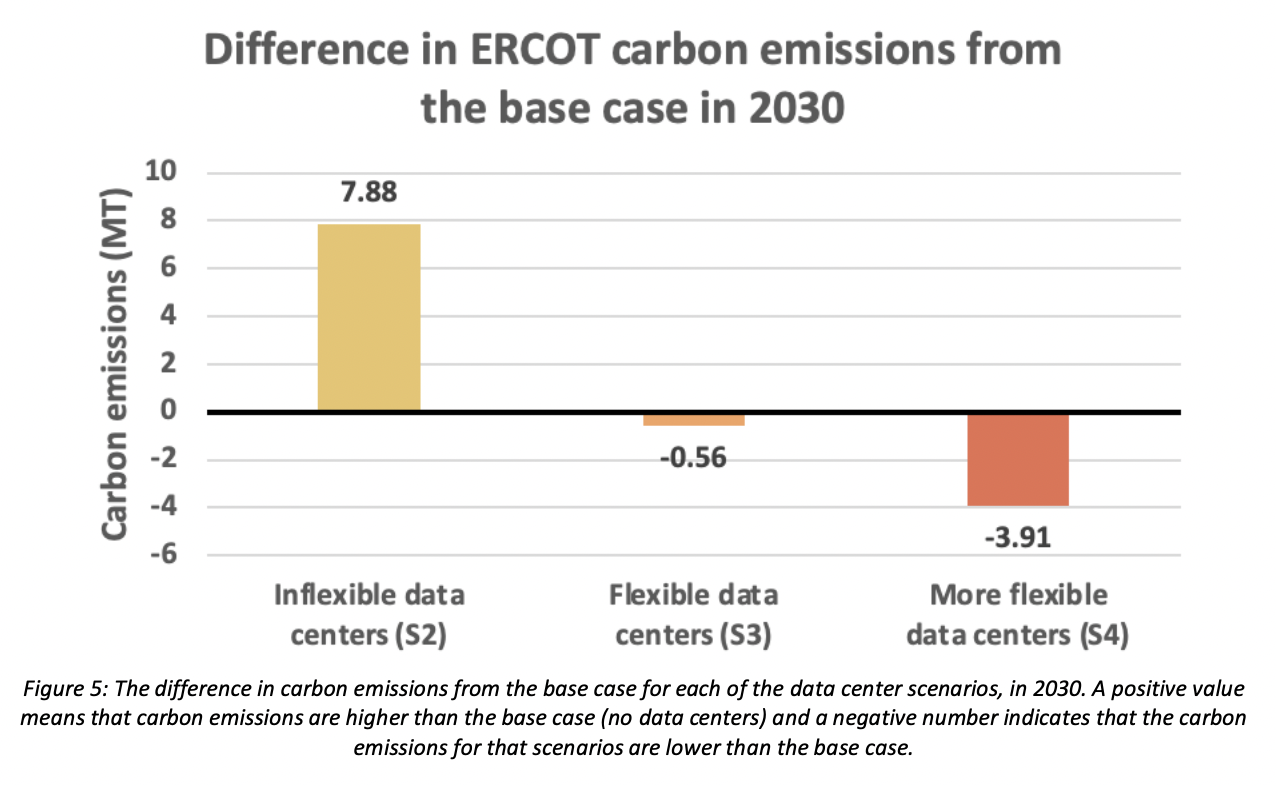 Difference in ERCOT carbon emissions from
the base case in 2030
Carbon emissions (MT)
10
8
6
4
2
0
-2
-4
-6
7.88
-0.56
-3.91
Inflexible data
centers (S2)
Flexible data
centers (S3)
More flexible
data centers (S4)
Figure 5: The difference in carbon emissions from the base case for each of the data center scenarios, in 2030. A positive value
means that carbon emissions are higher than the base case (no data centers) and a negative number indicates that the carbon
emissions for that scenarios are lower than the base case.